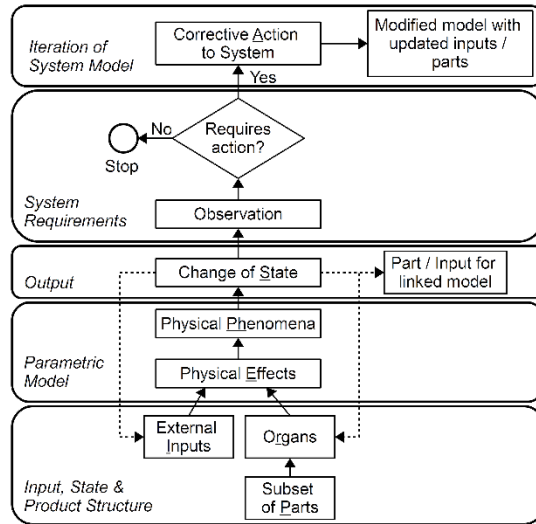 Iteration of
System Model
Corrective Action
to System
Modified model with
updated inputs /
parts
Yes
No
Requires
action?
Stop
System
Requirements
Observation
Output
Change of State
Part / Input for
linked model
Physical Phenomena
Parametric
Model
Physical Effects
External
Inputs
Organs
Input, State &
Product Structure
Subset
of Parts